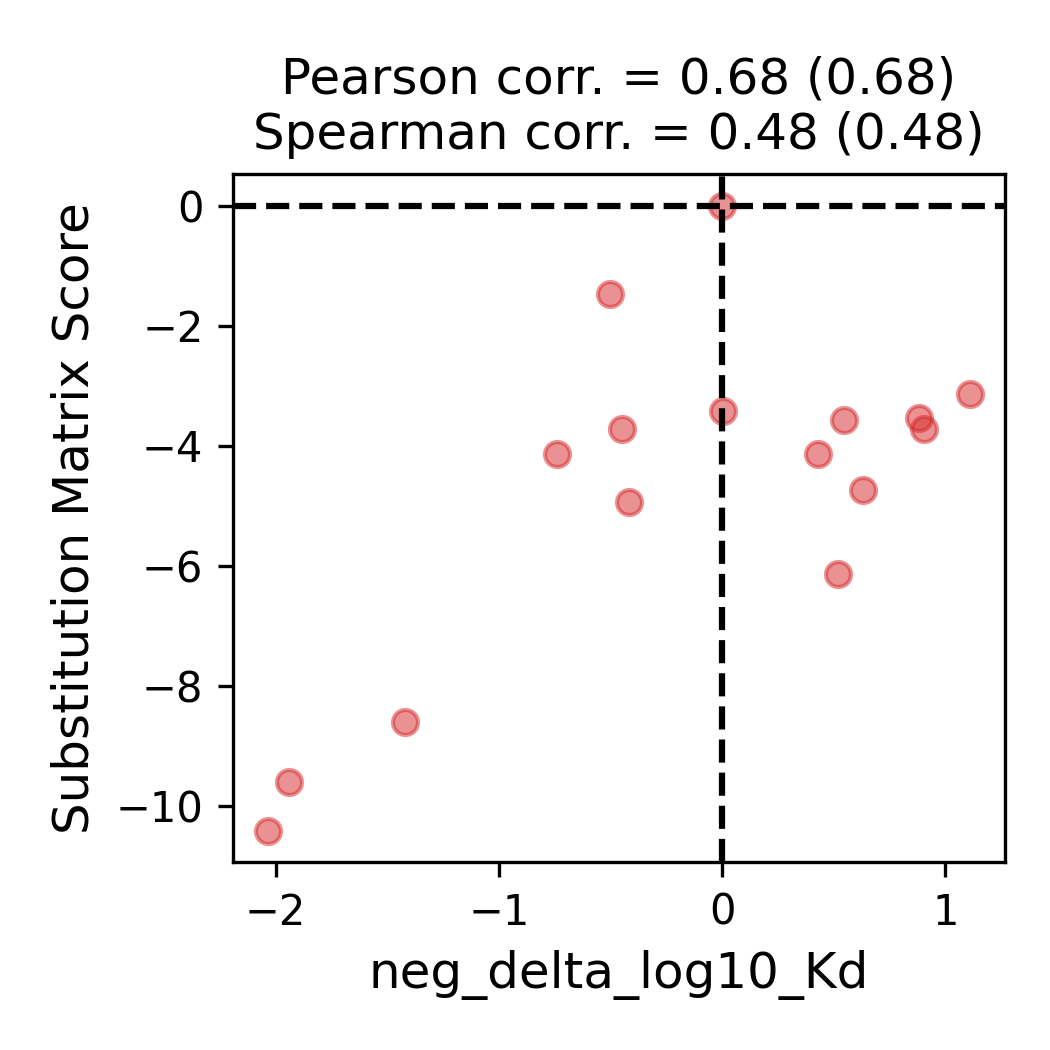 Pearson corr. = 0.68 (0.68)
Spearman corr. = 0.48 (0.48)
Substitution Matrix Score
0
−2
−4
−6
−8
−10
−2
−1
0
1
neg_delta_log10_Kd